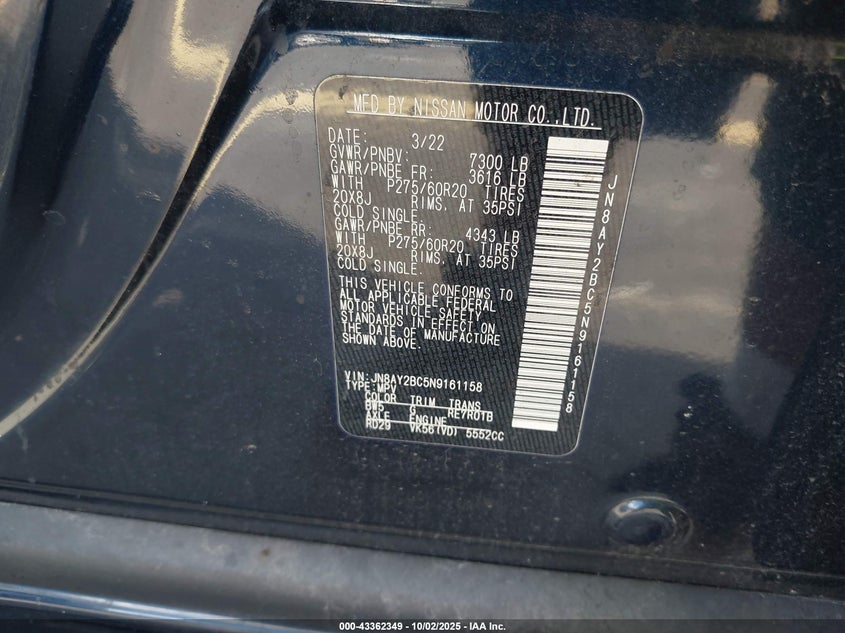 MFD BY NISSAN MOTOR CO.,LTD.
DATE: 3/22
GVWR/PNBV: 7300 LB
GAWR/PNBE FR: 3616 LB
WITH P275/60R20 TIRES
20X8J RIMS, AT 35PSI
COLD SINGLE.
GAWR/PNBE RR: 4343 LB
WITH P275/60R20 TIRES
20X8J RIMS, AT 35PSI
COLD SINGLE.
THIS VEHICLE CONFORMS TO
ALL APPLICABLE FEDERAL
MOTOR VEHICLE SAFETY
STANDARDS IN EFFECT ON
THE DATE OF MANUFACTURE
SHOWN ABOVE.
VIN:JN8AY2BC5N9161158
TYPE:MPV
COLOR TRIM TRANS
BW5 G RE7R01B
AXLE ENGINE
RD29 VK56(VD) 5552CC
JN8AY2BC5N9161158
000-43362349 - 10/02/2025 - IAA Inc.